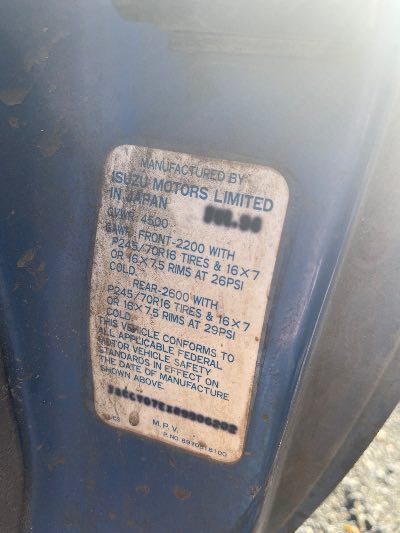 MANUFACTURED BY
ISUZU MOTORS LIMITED
IN JAPAN
GVWR 4500
GAWR FRONT-2200 WITH
P245/70R16 TIRES & 16×7
OR 16×7.5 RIMS AT 26PSI
COLD.
REAR-2600 WITH
P245/70R16 TIRES & 16×7
OR 16×7.5 RIMS AT 29PSI
COLD.
THIS VEHICLE CONFORMS TO
ALL APPLICABLE FEDERAL
MOTOR VEHICLE SAFETY
STANDARDS IN EFFECT ON
THE DATE OF MANUFACTURE
SHOWN ABOVE.
M.P.V.